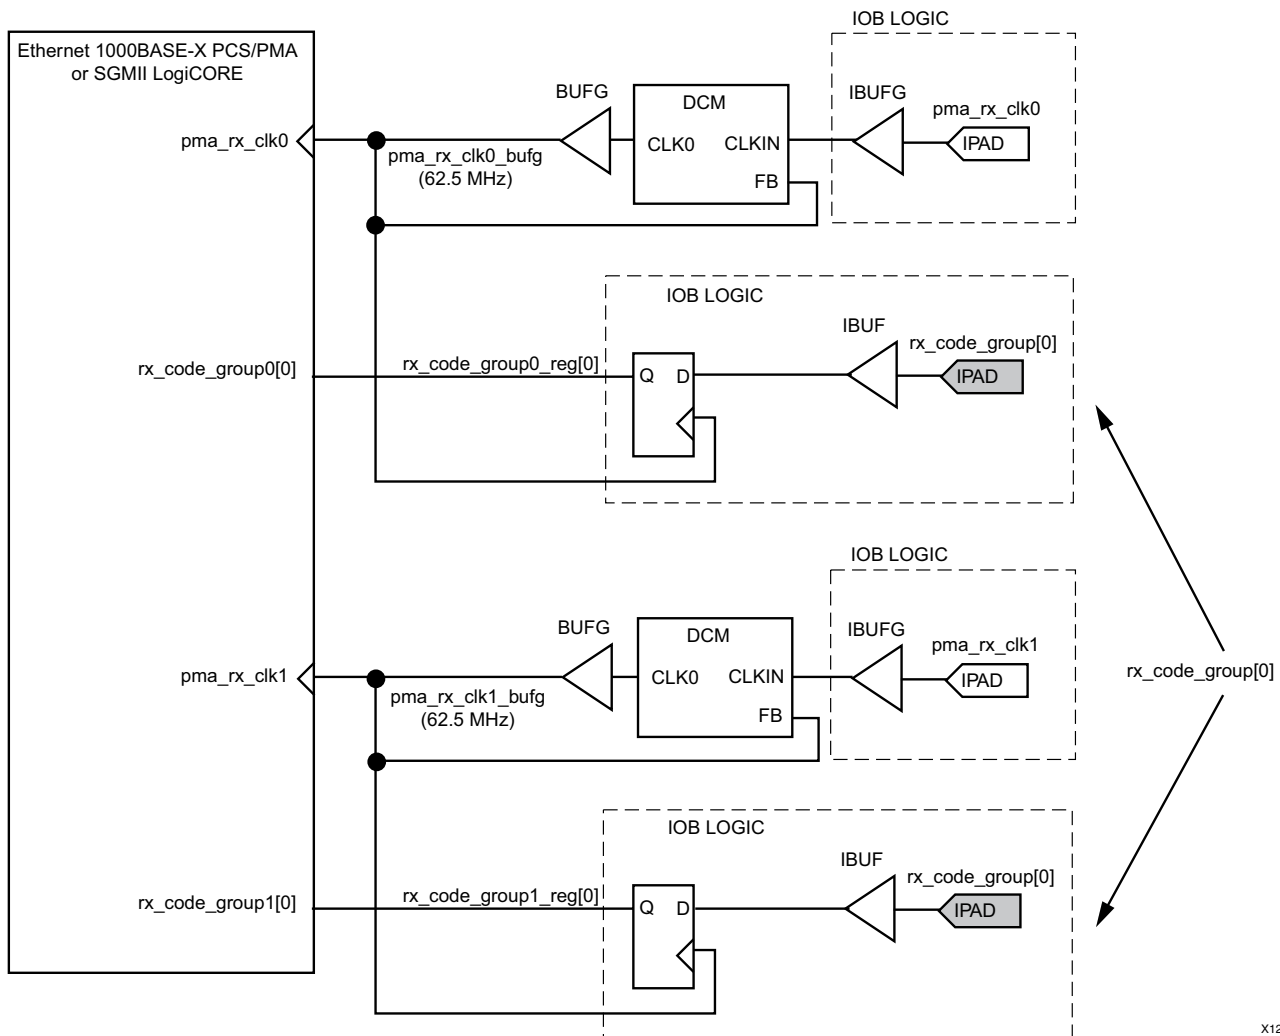 IOB LOGIC
Ethernet 1000BASE-X PCS/PMA
or SGMII LogiCORE
BUFG
DCM
IBUFG
pma_rx_clk0
pma_rx_clk0
CLK0
CLKIN
IPAD
pma_rx_clk0_bufg
(62.5 MHz)
FB
IOB LOGIC
IBUF
rx_code_group[0]
rx_code_group0[0]
rx_code_group0_reg[0]
Q
D
IPAD
IOB LOGIC
BUFG
DCM
IBUFG
pma_rx_clk1
pma_rx_clk1
CLK0
CLKIN
IPAD
rx_code_group[0]
pma_rx_clk1_bufg
(62.5 MHz)
FB
IOB LOGIC
IBUF
rx_code_group[0]
rx_code_group1[0]
rx_code_group1_reg[0]
Q
D
IPAD